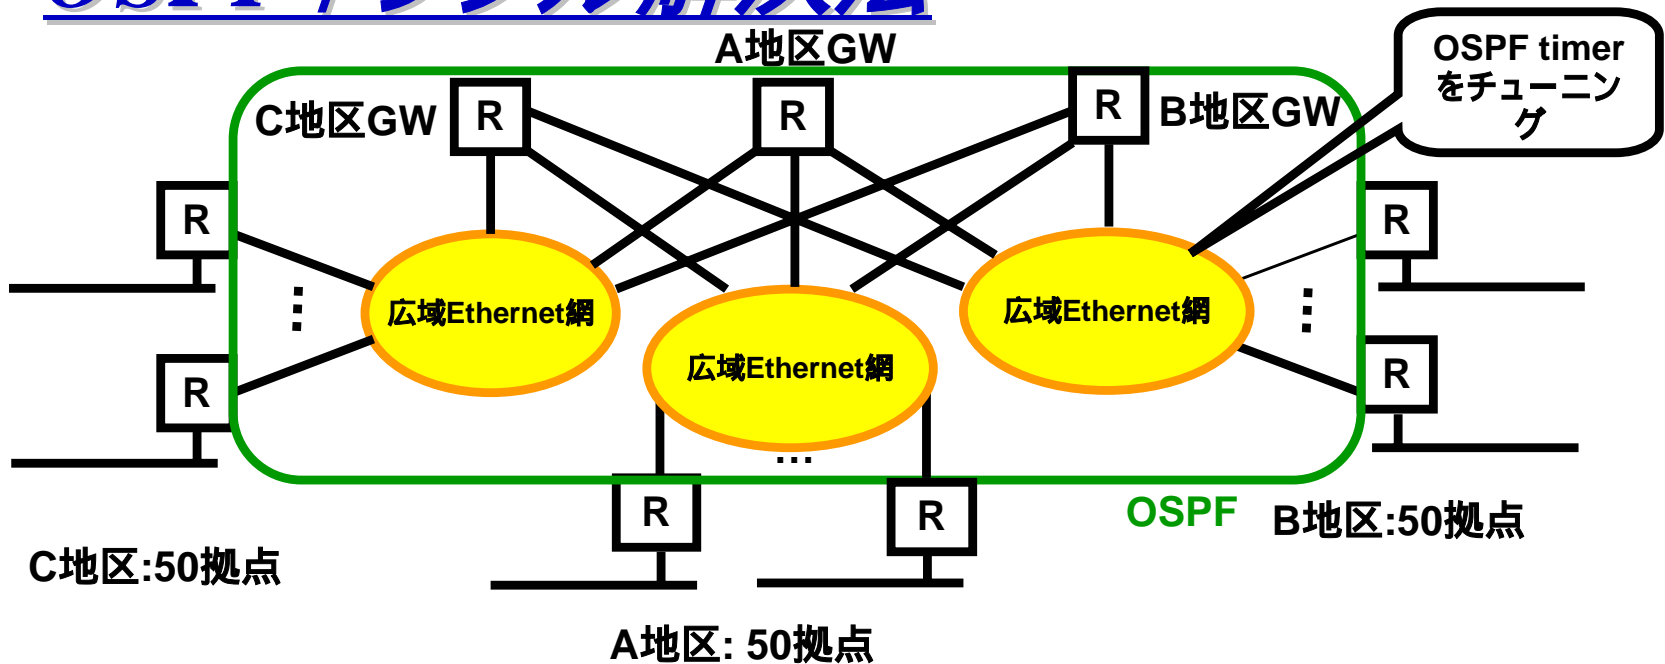 OSPF
解決法
A地区GW
OSPF timer
をチューニン
グ
C地区GW
R
R
R
B地区GW
R
R
広域Ethernet網
広域Ethernet網
広域Ethernet網
R
R
...
R
R
OSPF
B地区:50拠点
C地区:50拠点
A地区: 50拠点